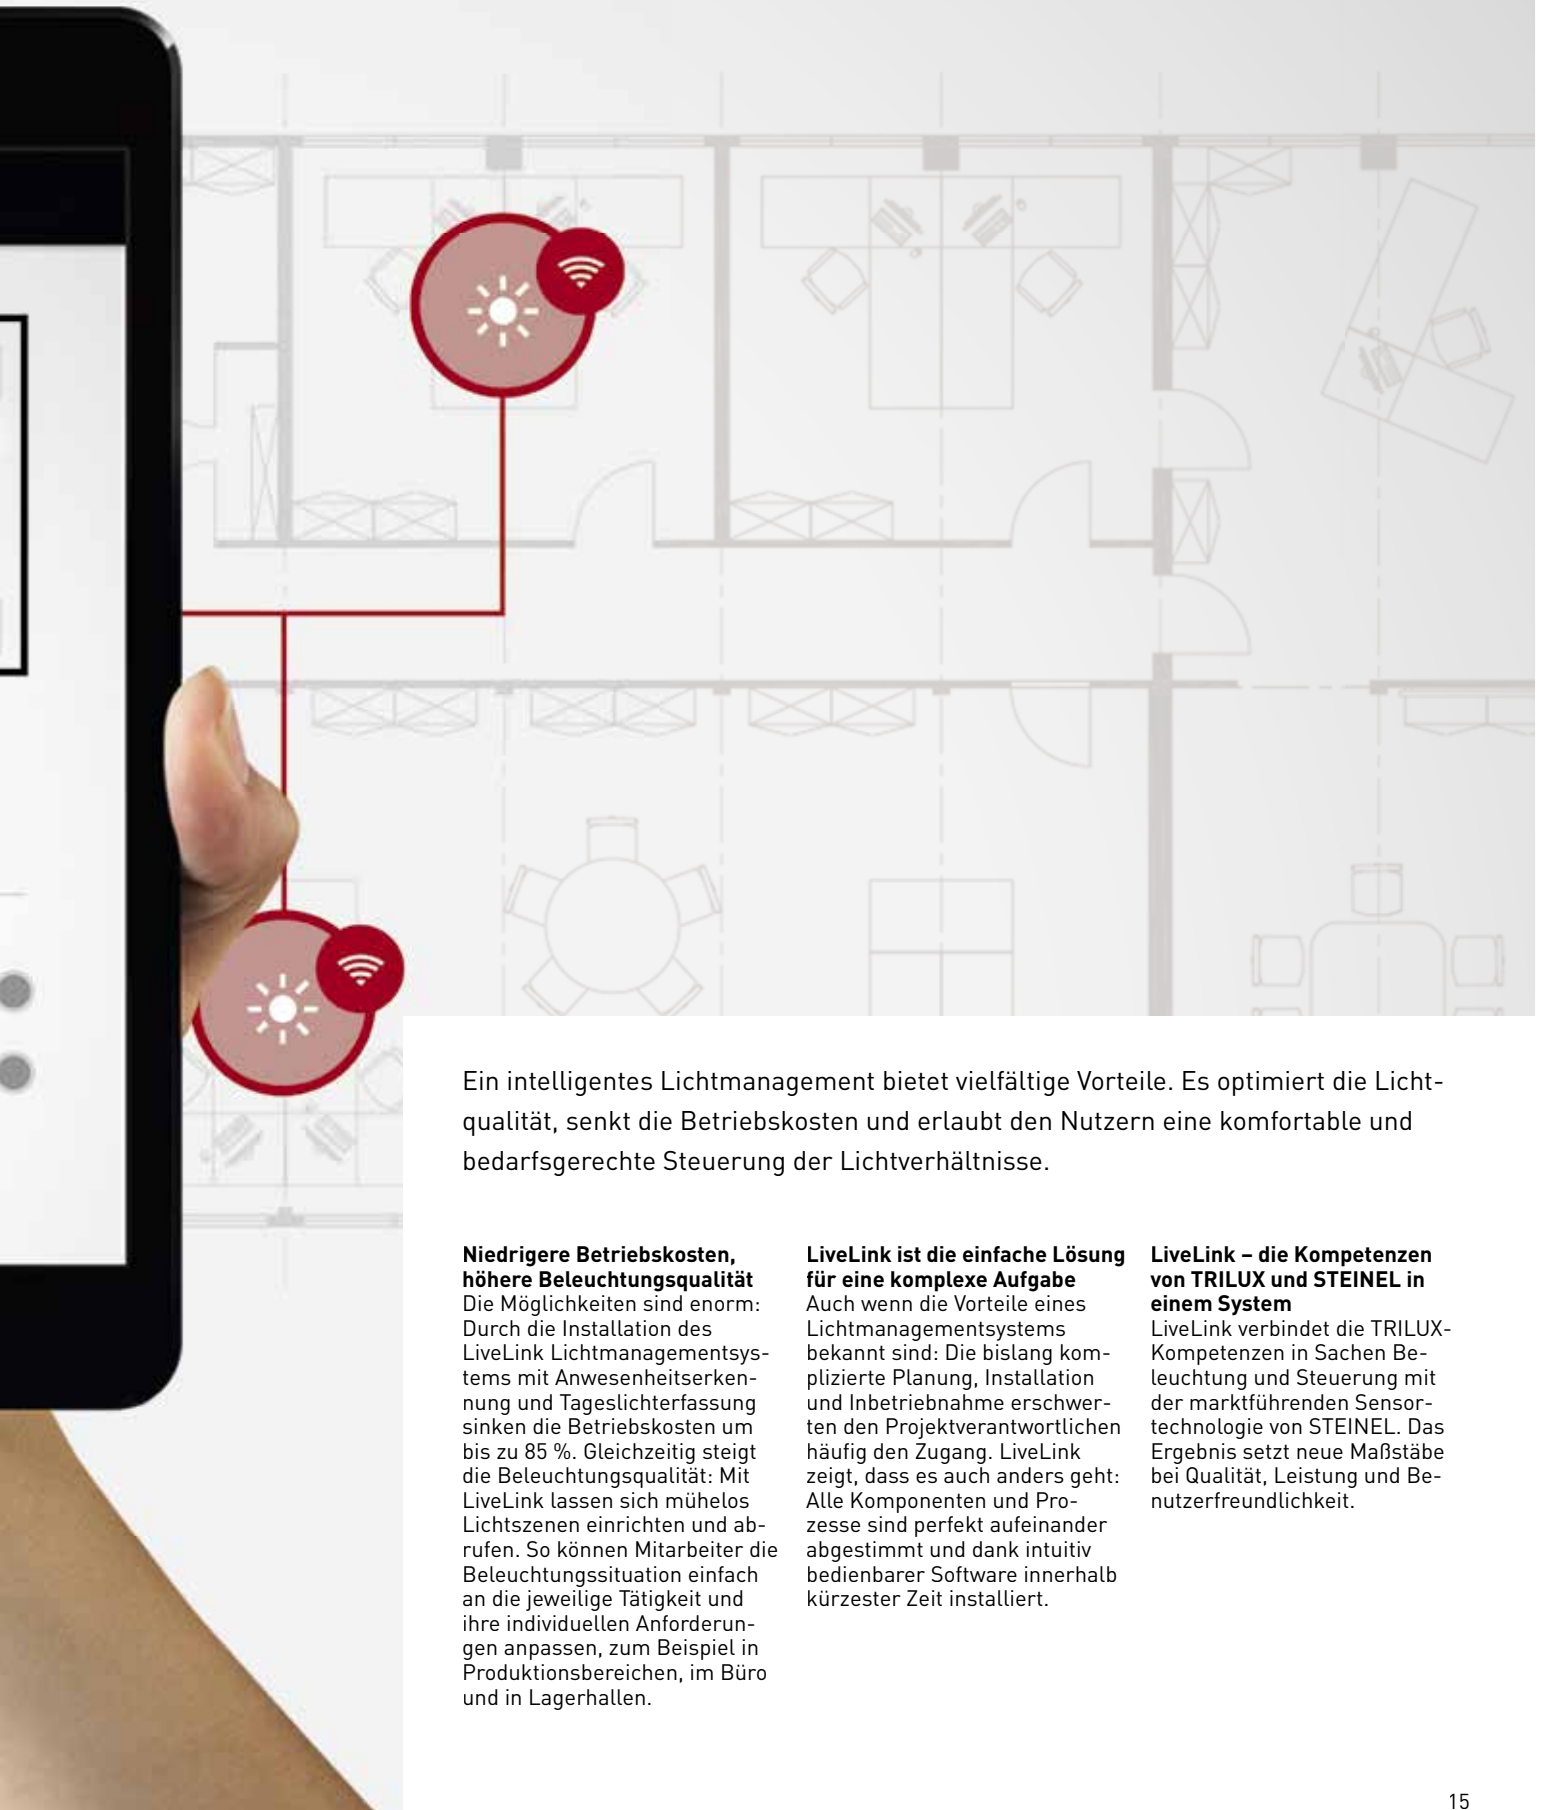 Ein intelligentes Lichtmanagement bietet vielfältige Vorteile. Es optimiert die Licht-
qualität, senkt die Betriebskosten und erlaubt den Nutzern eine komfortable und
bedarfsgerechte Steuerung der Lichtverhältnisse.
Niedrigere Betriebskosten,
höhere Beleuchtungsqualität
Die Möglichkeiten sind enorm:
Durch die Installation des
LiveLink Lichtmanagementsys-
tems mit Anwesenheitserken-
nung und Tageslichterfassung
sinken die Betriebskosten um
bis zu 85 %. Gleichzeitig steigt
die Beleuchtungsqualität: Mit
LiveLink lassen sich mühelos
Lichtszenen einrichten und ab-
rufen. So können Mitarbeiter die
Beleuchtungssituation einfach
an die jeweilige Tätigkeit und
ihre individuellen Anforderun-
gen anpassen, zum Beispiel in
Produktionsbereichen, im Büro
und in Lagerhallen.
LiveLink ist die einfache Lösung
für eine komplexe Aufgabe
Auch wenn die Vorteile eines
Lichtmanagementsystems
bekannt sind: Die bislang kom-
plizierte Planung, Installation
und Inbetriebnahme erschwer-
ten den Projektverantwortlichen
häufig den Zugang. LiveLink
zeigt, dass es auch anders geht:
Alle Komponenten und Pro-
zesse sind perfekt aufeinander
abgestimmt und dank intuitiv
bedienbarer Software innerhalb
kürzester Zeit installiert.
LiveLink – die Kompetenzen
von TRILUX und STEINEL in
einem System
LiveLink verbindet die TRILUX-
Kompetenzen in Sachen Be-
leuchtung und Steuerung mit
der marktführenden Sensor-
technologie von STEINEL. Das
Ergebnis setzt neue Maßstäbe
bei Qualität, Leistung und Be-
nutzerfreundlichkeit.
15